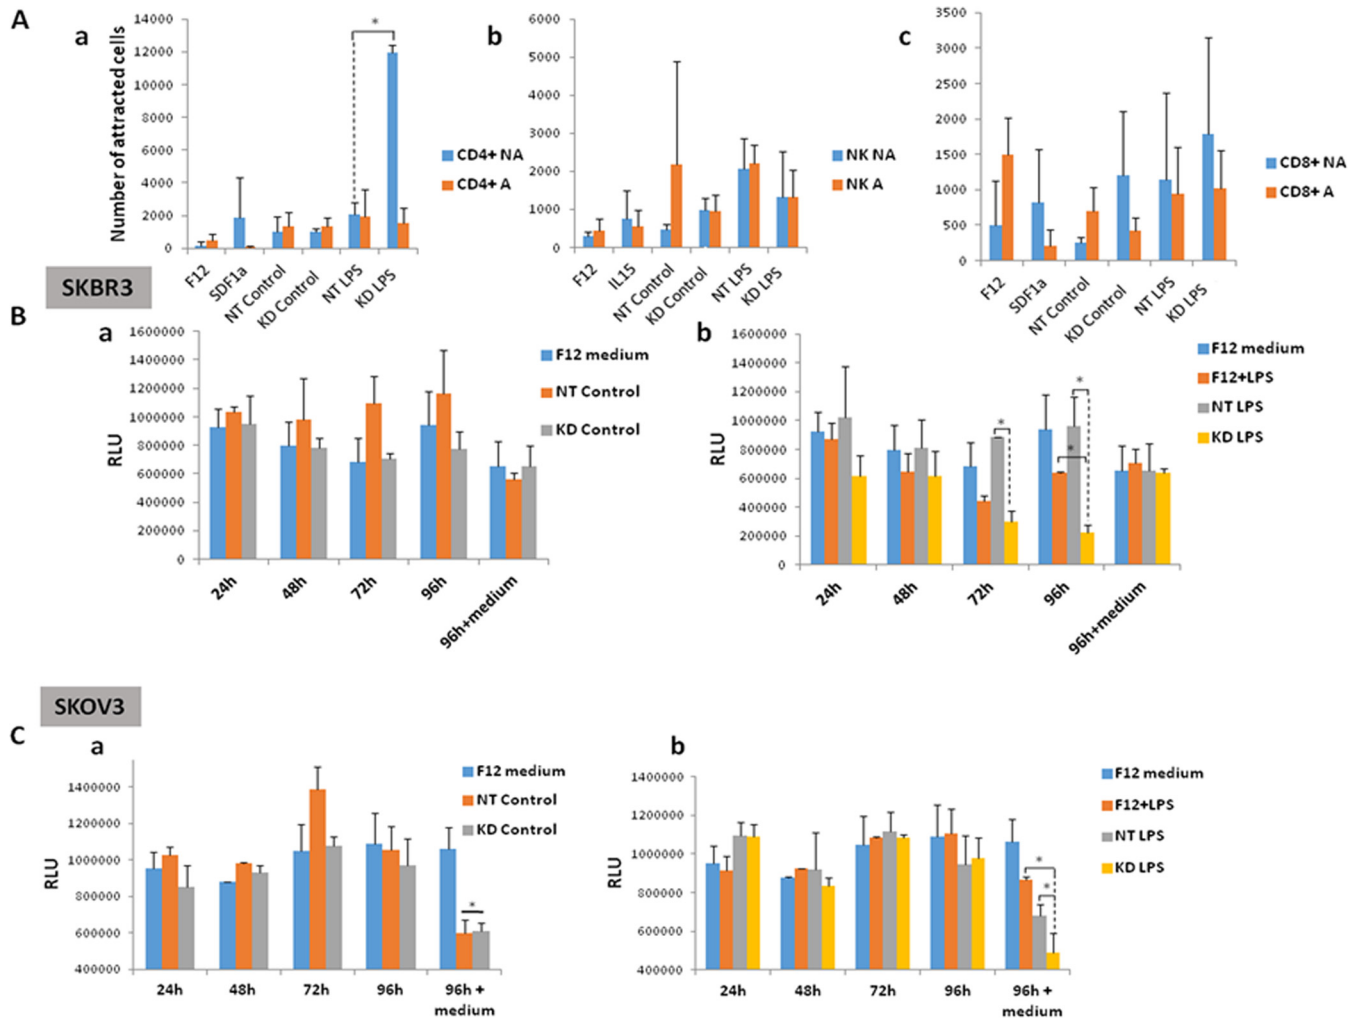 A
a
Number of attracted cells
14000
12000
10000
8000
6000
4000
2000
0
*
CD4+ NA
CD4+ A
F12
SDF1a
NT Control
KD Control
NT LPS
KD LPS
b
6000
5000
4000
3000
2000
1000
0
NK NA
NK A
F12
IL15
NT Control
KD Control
NT LPS
KD LPS
c
3500
3000
2500
2000
1500
1000
500
0
CD8+ NA
CD8+ A
F12
SDF1a
NT Control
KD Control
NT LPS
KD LPS
SKBR3
B
a
RLU
1600000
1400000
1200000
1000000
800000
600000
400000
200000
0
F12 medium
NT Control
KD Control
24h
48h
72h
96h
96h+medium
b
RLU
1600000
1400000
1200000
1000000
800000
600000
400000
200000
0
*
*
*
F12 medium
F12+LPS
NT LPS
KD LPS
24h
48h
72h
96h
96h+medium
SKOV3
C
a
RLU
1400000
1200000
1000000
800000
600000
400000
*
F12 medium
NT Control
KD Control
24h
48h
72h
96h
96h +
medium
b
RLU
1400000
1200000
1000000
800000
600000
400000
*
*
F12 medium
F12+LPS
NT LPS
KD LPS
24h
48h
72h
96h
96h +
medium